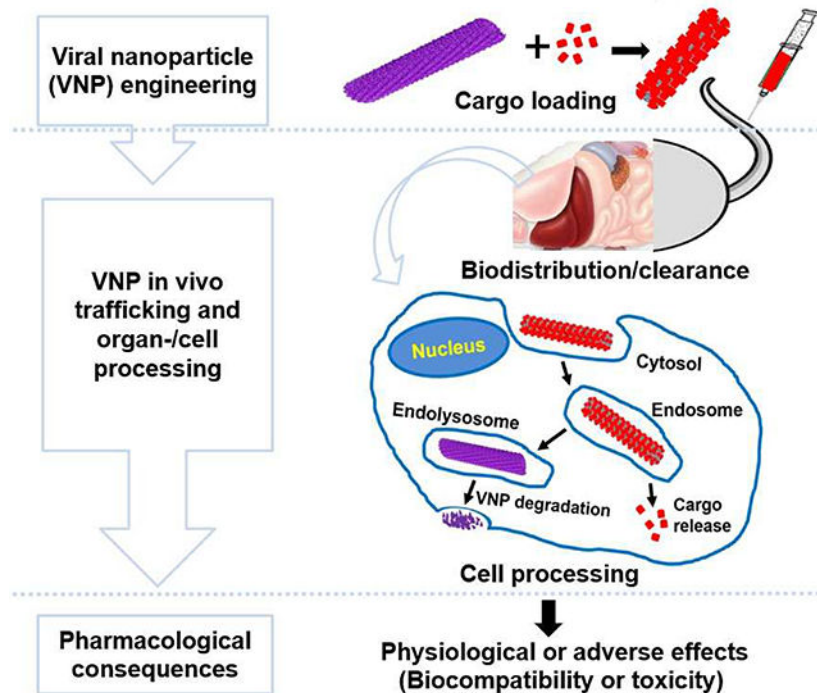 Viral nanoparticle
(VNP) engineering
+
Cargo loading
Biodistribution/clearance
VNP in vivo
trafficking and
organ-/cell
processing
Nucleus
Cytosol
Endosome
Endolysosome
VNP degradation
Cargo
release
Cell processing
Pharmacological
consequences
Physiological or adverse effects
(Biocompatibility or toxicity)